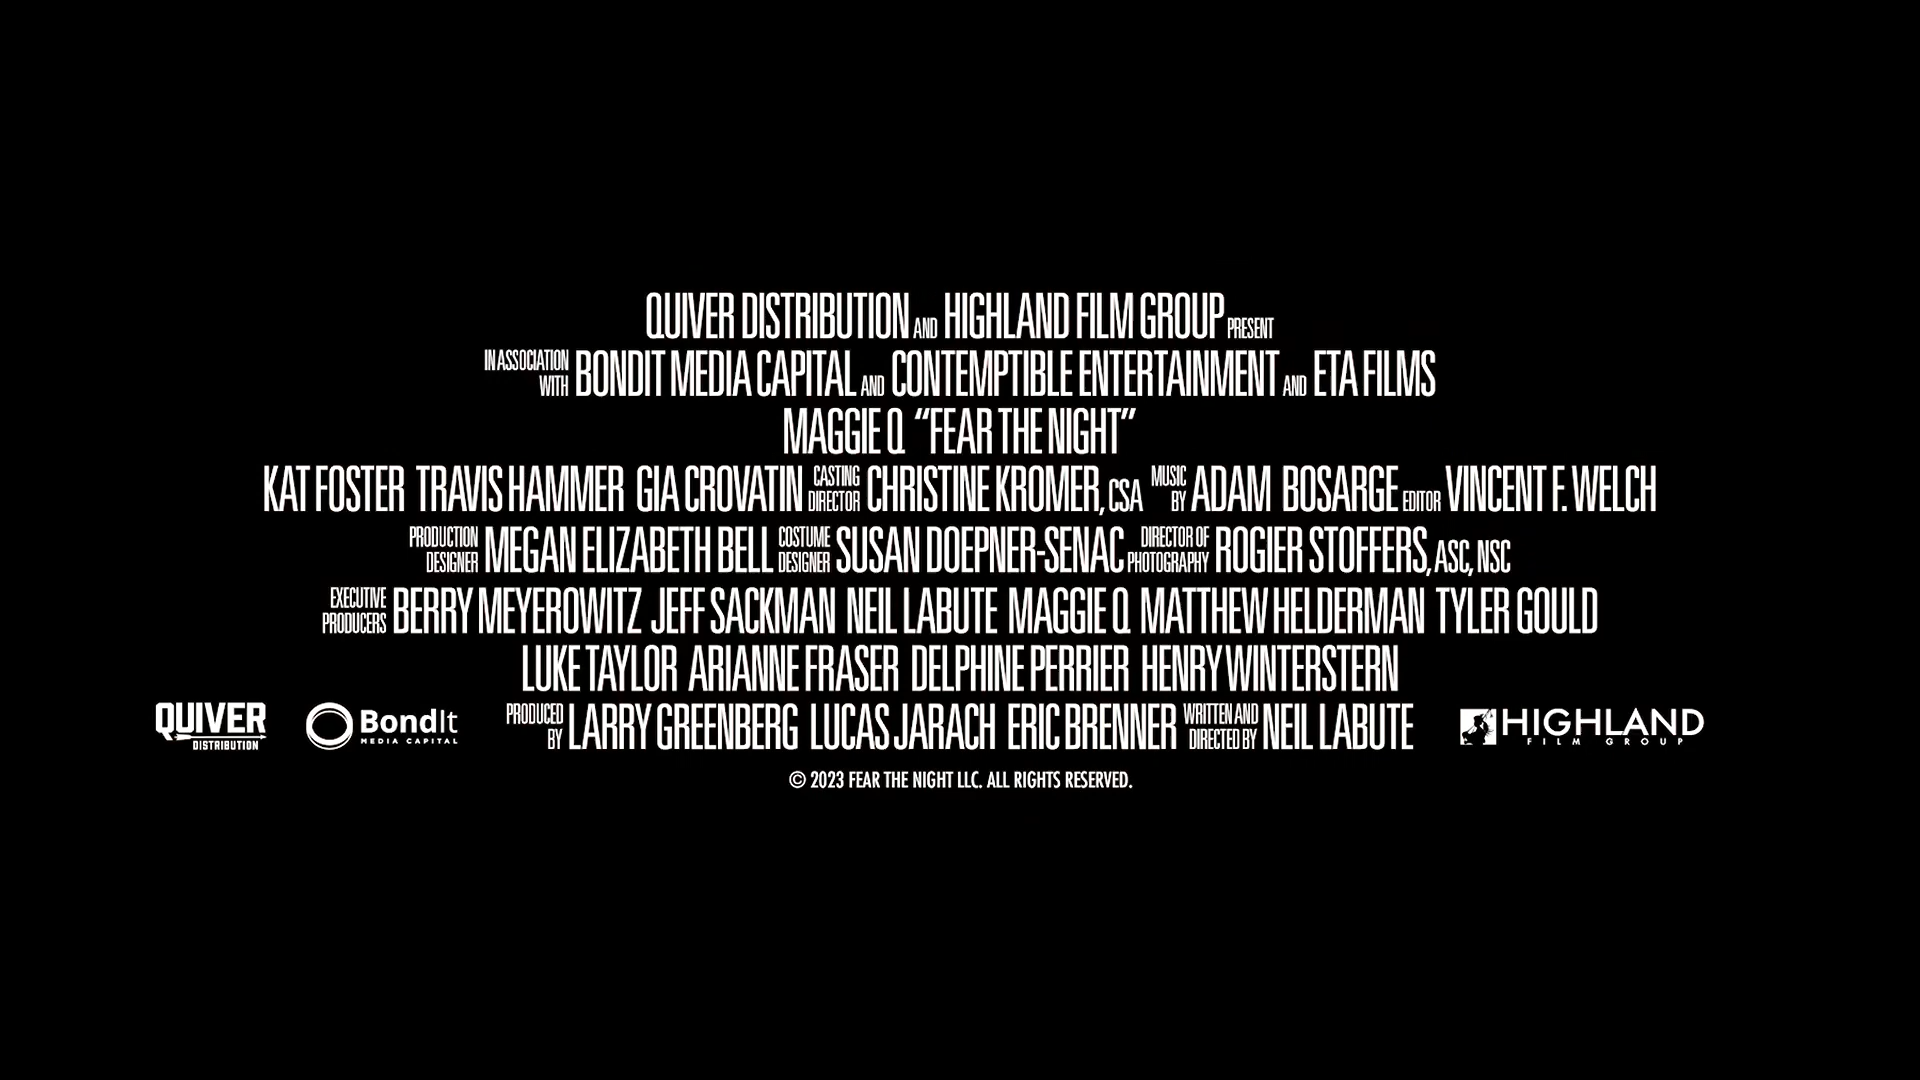 QUIVER DISTRIBUTION AND HIGHLAND FILM GROUP PRESENT
IN ASSOCIATION WITH BONDIT MEDIA CAPITAL AND CONTEMPTIBLE ENTERTAINMENT AND ETA FILMS
MAGGIE Q “FEAR THE NIGHT”
KAT FOSTER TRAVIS HAMMER GIA CROVATIN CASTING DIRECTOR CHRISTINE KROMER, CSA MUSIC BY ADAM BOSARGE EDITOR VINCENT F. WELCH
PRODUCTION DESIGNER MEGAN ELIZABETH BELL COSTUME DESIGNER SUSAN DOEPNER-SENAC DIRECTOR OF PHOTOGRAPHY ROGIER STOFFERS, ASC, NSC
EXECUTIVE PRODUCERS BERRY MEYEROWITZ JEFF SACKMAN NEIL LABUTE MAGGIE Q MATTHEW HELDERMAN TYLER GOULD
LUKE TAYLOR ARIANNE FRASER DELPHINE PERRIER HENRY WINTERSTERN
QUIVER DISTRIBUTION BondIt MEDIA CAPITAL PRODUCED BY LARRY GREENBERG LUCAS JARACH ERIC BRENNER WRITTEN AND DIRECTED BY NEIL LABUTE HIGHLAND FILM GROUP
© 2023 FEAR THE NIGHT LLC. ALL RIGHTS RESERVED.